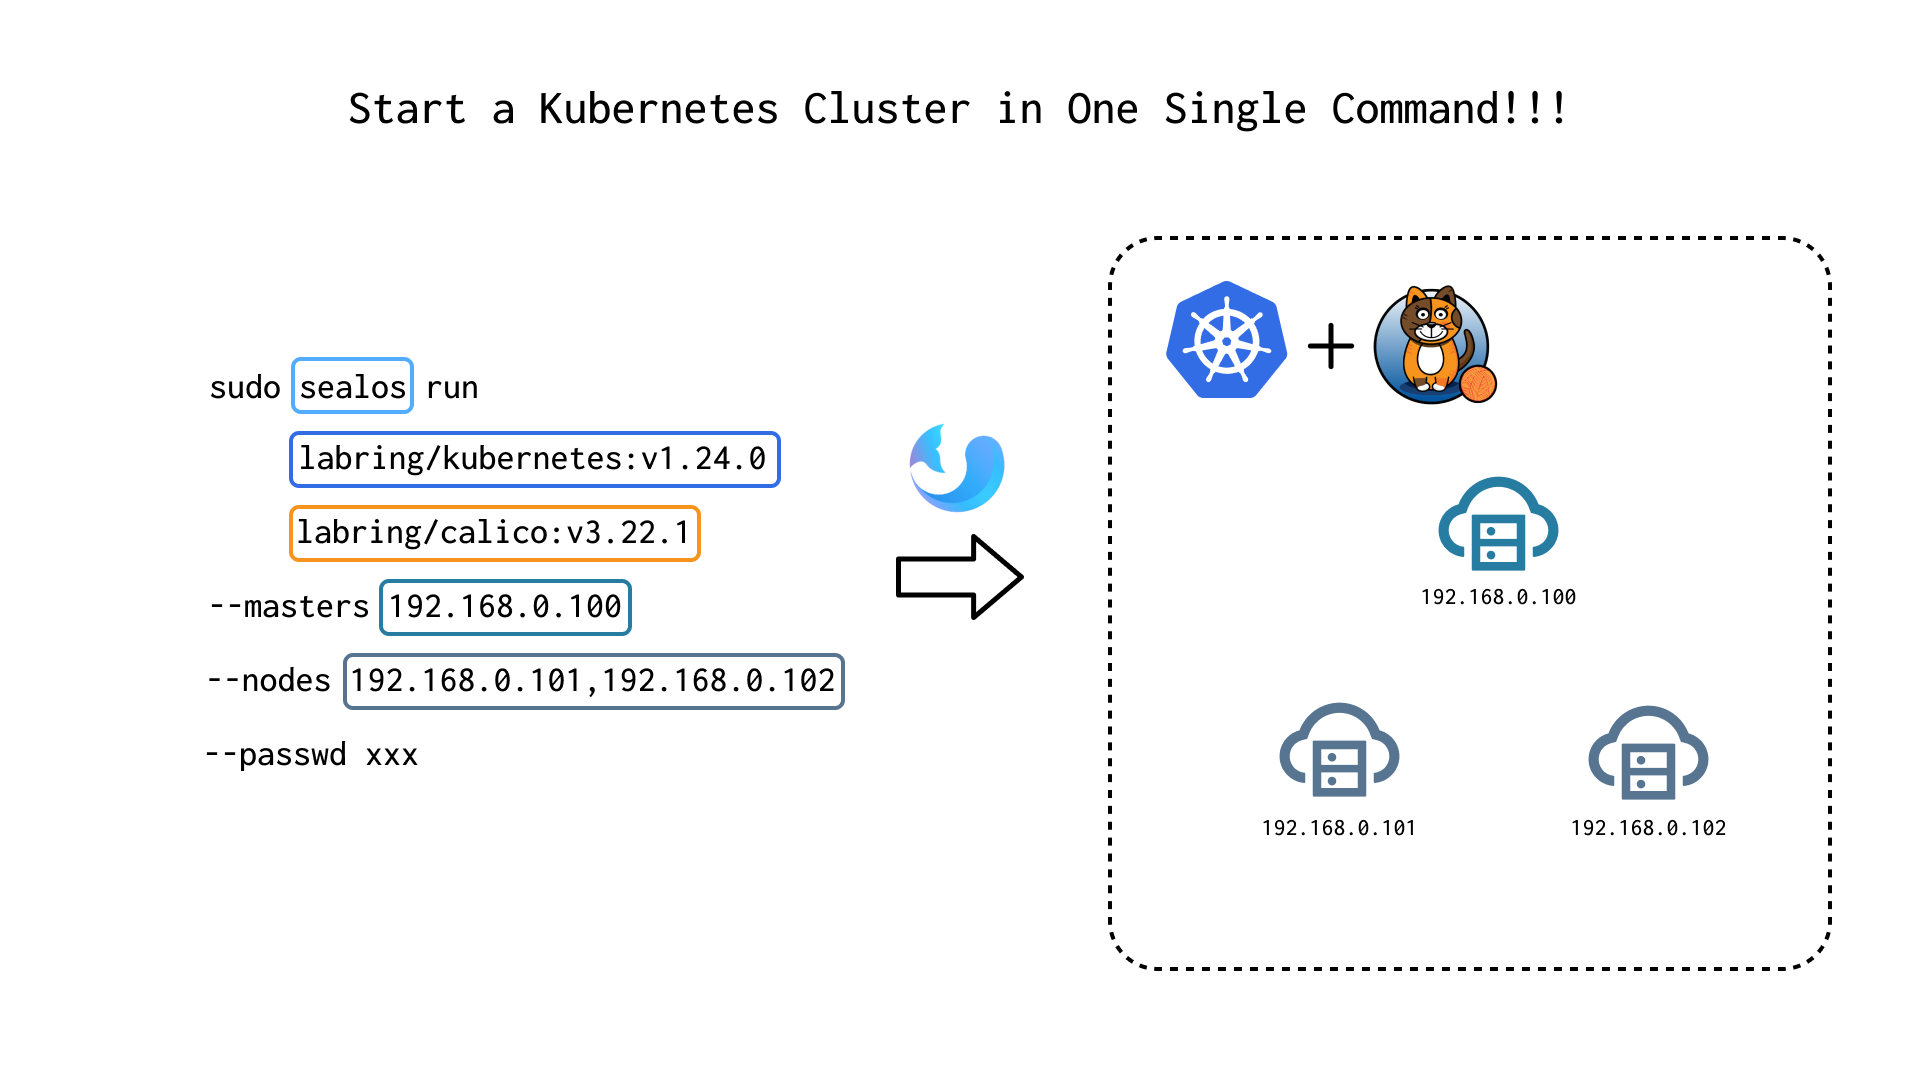 Start a Kubernetes Cluster in One Single Command!!!
sudo sealos run
labring/kubernetes:v1.24.0
labring/calico:v3.22.1
--masters 192.168.0.100
--nodes 192.168.0.101,192.168.0.102
--passwd xxx
192.168.0.100
192.168.0.101
192.168.0.102